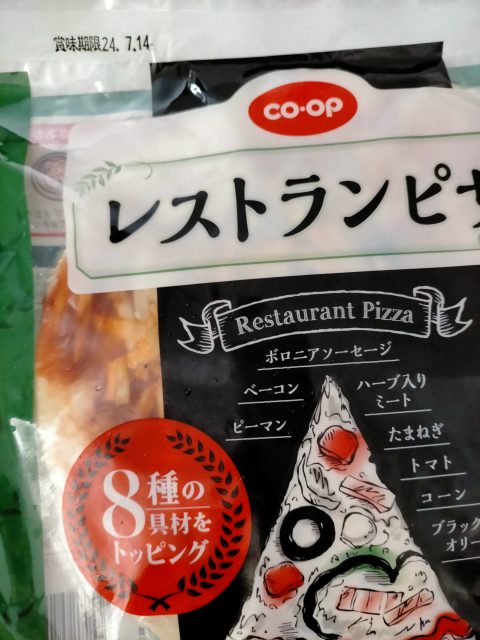 賞味期限24. 7.14
CO·OP
レストランピザ
Restaurant Pizza
ボロニアソーセージ
ベーコン
ハーブ入り
ミート
ピーマン
たまねぎ
トマト
コーン
ブラック
オリー
8種の
具材を
トッピング